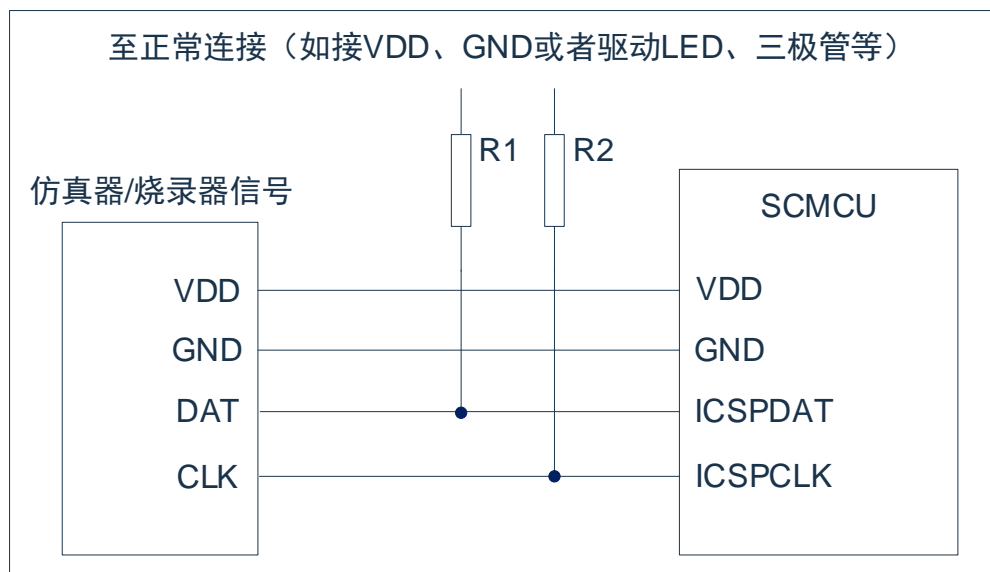 至正常连接（如接VDD、GND或者驱动LED、三极管等）
R1 R2
仿真器/烧录器信号
SCMCU
VDD VDD
GND GND
DAT ICSPDAT
CLK ICSPCLK